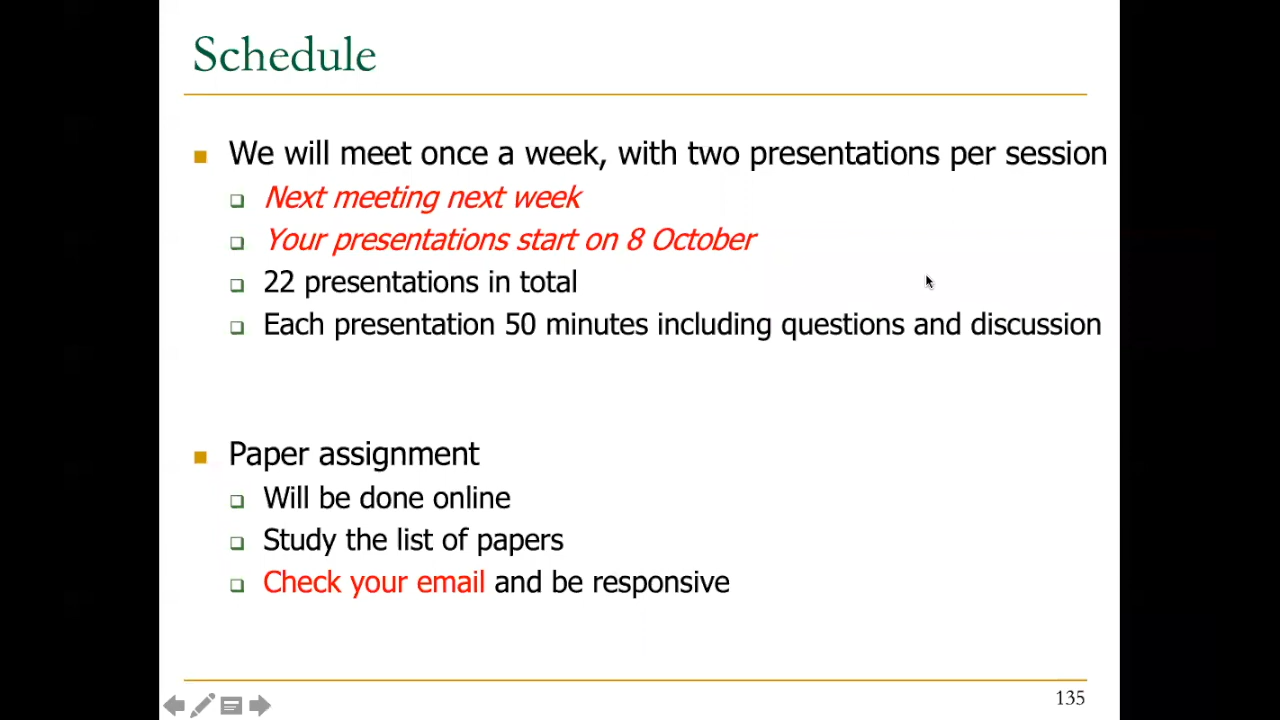 Schedule
We will meet once a week, with two presentations per session
Next meeting next week
Your presentations start on 8 October
22 presentations in total
Each presentation 50 minutes including questions and discussion
Paper assignment
Will be done online
Study the list of papers
Check your email and be responsive
135